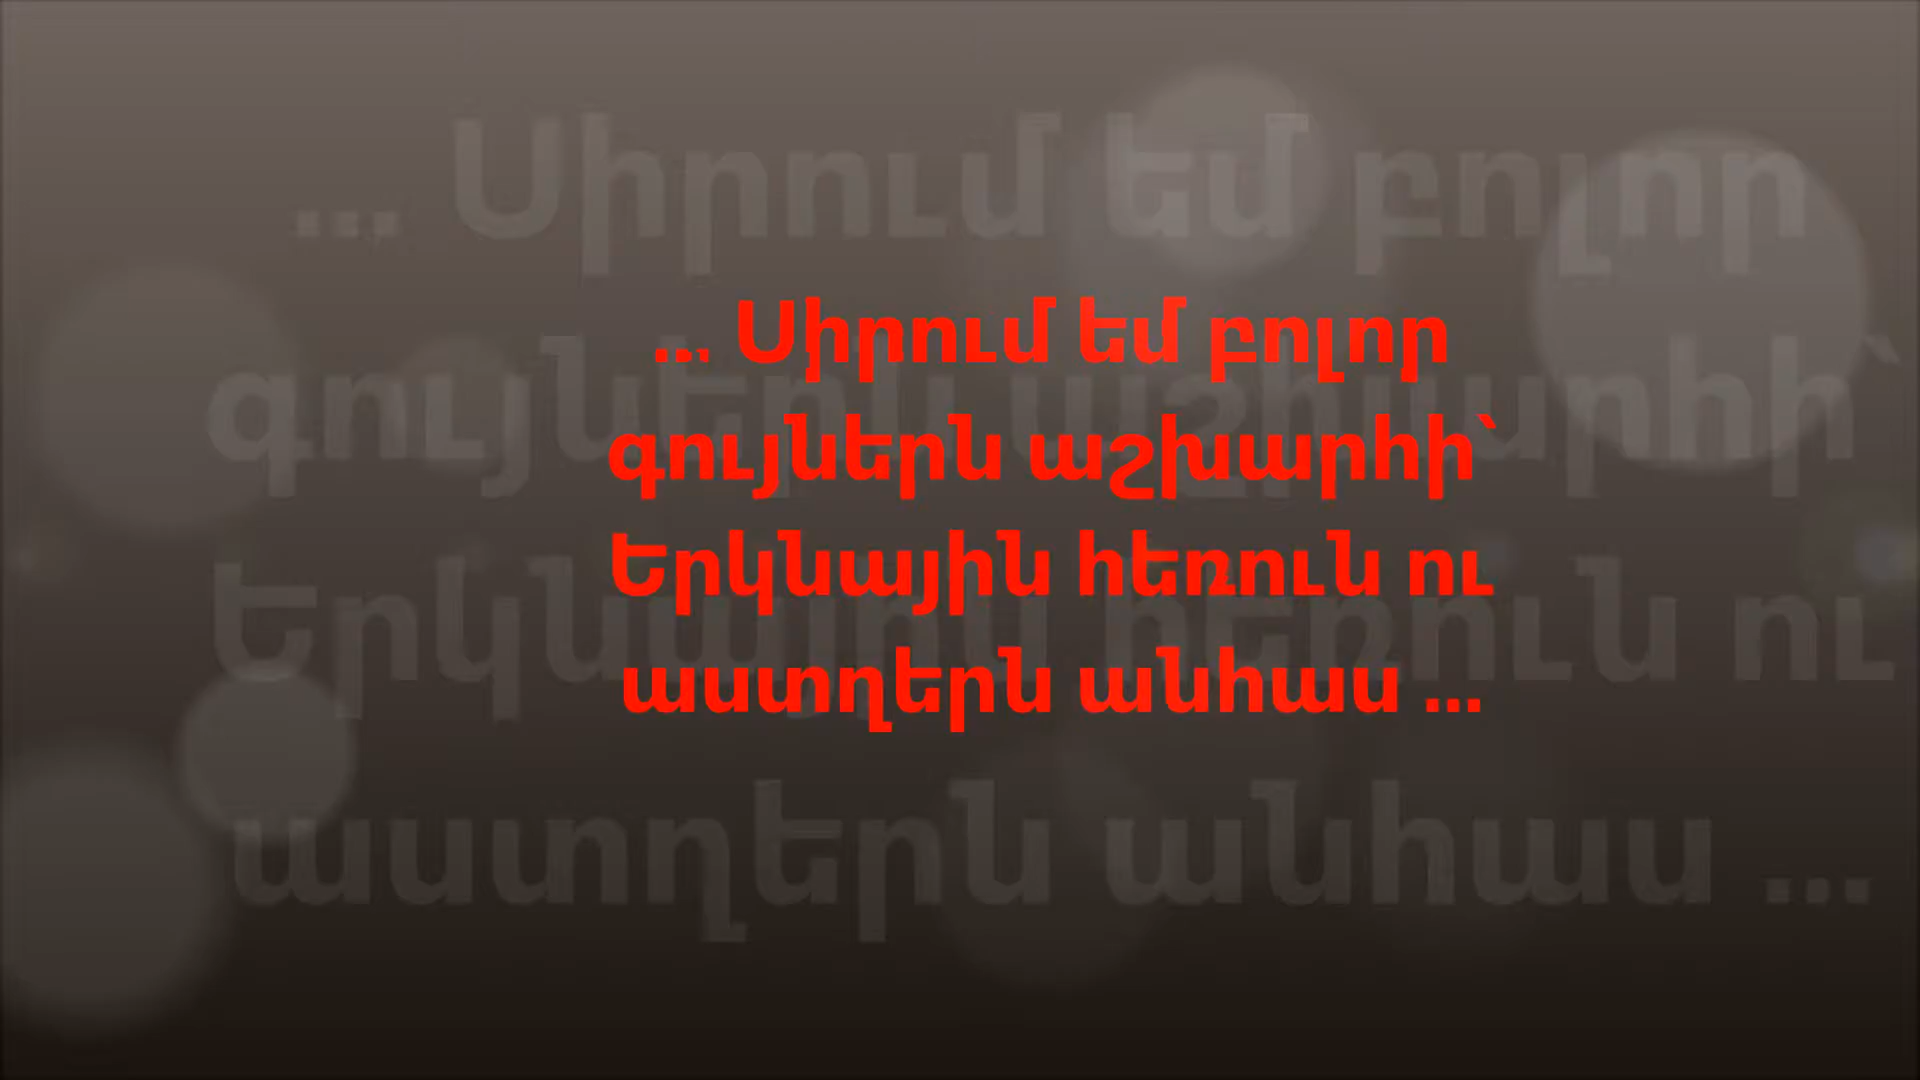 ... Սիրում եմ բոլոր
գույներն աշխարհի՝
Երկնային հեռուն ու
աստղերն անհաս ...